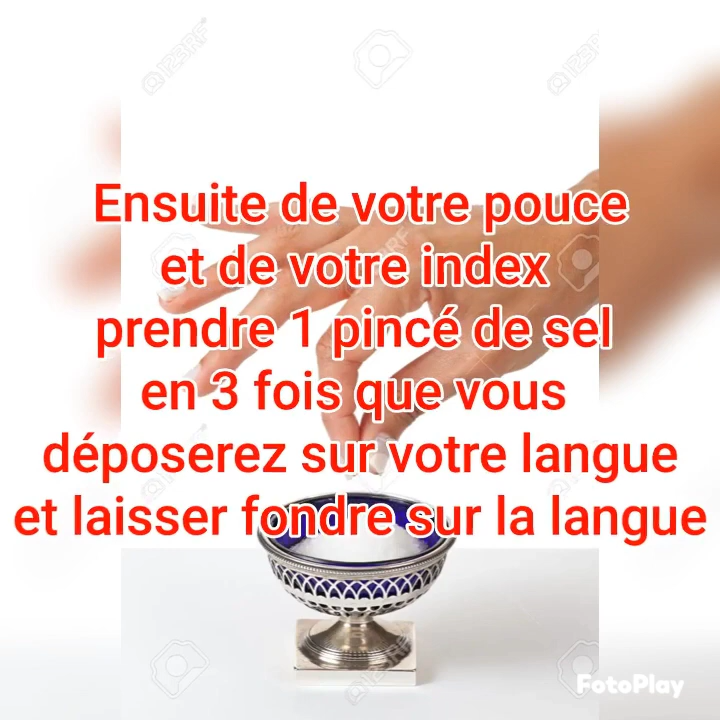 Ensuite de votre pouce
et de votre index
prendre 1 pincé de sel
en 3 fois que vous
déposerez sur votre langue
et laisser fondre sur la langue
FotoPlay